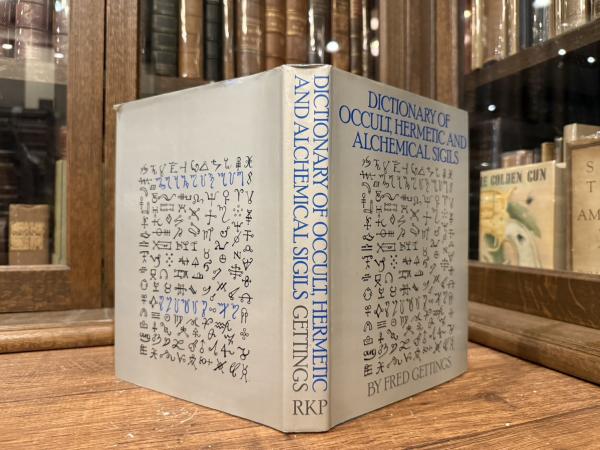 DICTIONARY OF OCCULT, HERMETIC
AND ALCHEMICAL SIGILS GETTINGS
RKP
DICTIONARY OF
OCCULT, HERMETIC AND
ALCHEMICAL SIGILS
BY FRED GETTINGS
GOLDEN GUN